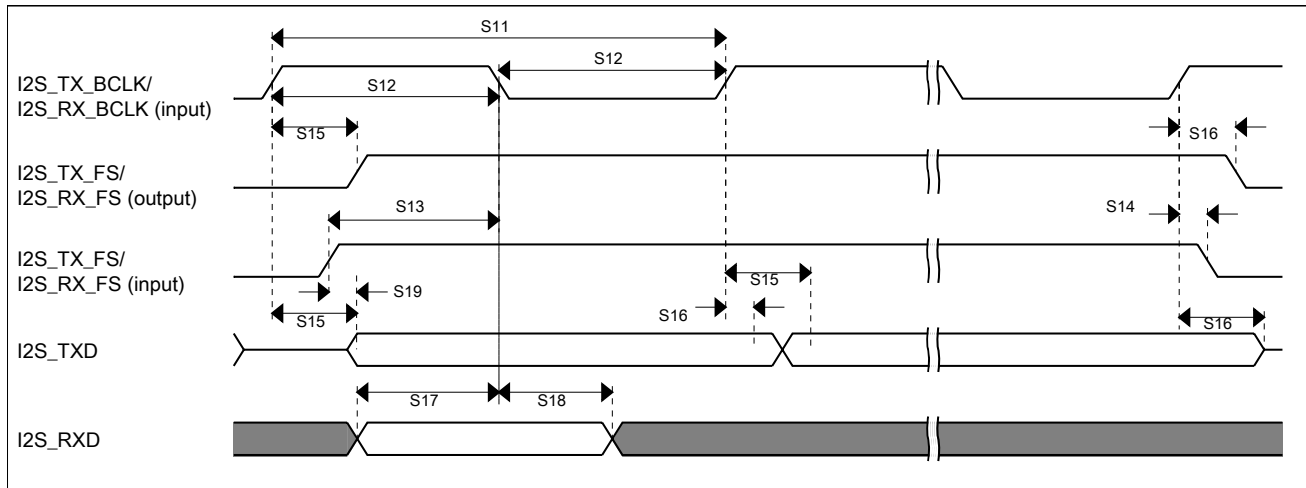 S11
S12
I2S_TX_BCLK/
I2S_RX_BCLK (input)
S12
S15
S16
I2S_TX_FS/
I2S_RX_FS (output)
S13
S14
I2S_TX_FS/
I2S_RX_FS (input)
S15
S19
S15
S16
S16
I2S_TXD
S17
S18
I2S_RXD